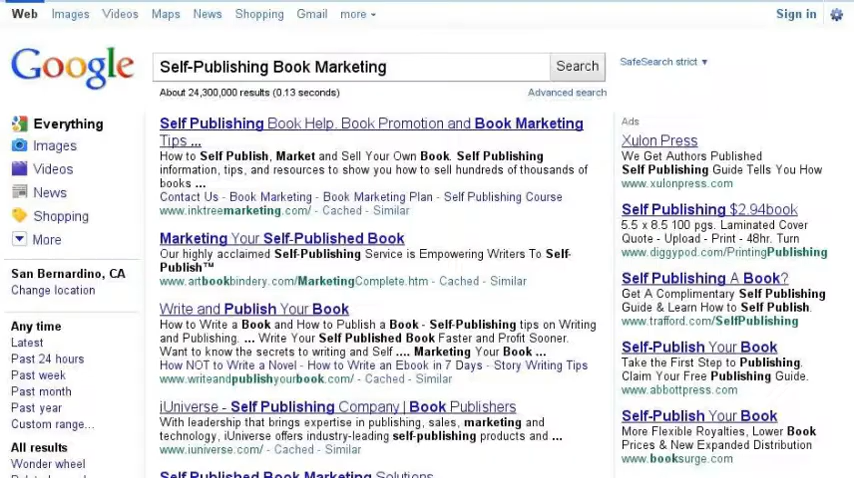 Web Images Videos Maps News Shopping Gmail more
Sign in
Google
Self-Publishing Book Marketing
Search
SafeSearch strict
About 24,300,000 results (0.13 seconds)
Advanced search
Everything
Images
Videos
News
Shopping
More
San Bernardino, CA
Change location
Any time
Latest
Past 24 hours
Past week
Past month
Past year
Custom range...
All results
Wonder wheel
Self Publishing Book Help. Book Promotion and Book Marketing
Tips ...
How to Self Publish, Market and Sell Your Own Book. Self Publishing
information, tips, and resources to show you how to sell hundreds of thousands of
books ...
Contact Us - Book Marketing - Book Marketing Plan - Self Publishing Course
www.inktreemarketing.com/ - Cached - Similar
Marketing Your Self-Published Book
Our highly acclaimed Self-Publishing Service is Empowering Writers To Self-
Publish™
www.artbookbindery.com/MarketingComplete.htm - Cached - Similar
Write and Publish Your Book
How to Write a Book and How to Publish a Book - Self-Publishing tips on Writing
and Publishing. ... Write Your Self Published Book Faster and Profit Sooner.
Want to know the secrets to writing and Self .... Marketing Your Book ...
How NOT to Write a Novel - How to Write an Ebook in 7 Days - Story Writing Tips
www.writeandpublishyourbook.com/ - Cached - Similar
iUniverse - Self Publishing Company | Book Publishers
With leadership that brings expertise in publishing, sales, marketing and
technology, iUniverse offers industry-leading self-publishing products and ...
www.iuniverse.com/ - Cached - Similar
Self Published Book Marketing Solutions
Ads
Xulon Press
We Get Authors Published
Self Publishing Guide Tells You How
www.xulonpress.com
Self Publishing $2.94book
5.5 x 8.5 100 pgs. Laminated Cover
Quote - Upload - Print - 48hr. Turn
www.diggypod.com/PrintingPublishing
Self Publishing A Book?
Get A Complimentary Self Publishing
Guide & Learn How to Self Publish.
www.trafford.com/SelfPublishing
Self-Publish Your Book
Take the First Step to Publishing.
Claim Your Free Publishing Guide.
www.abbottpress.com
Self-Publish Your Book
More Flexible Royalties, Lower Book
Prices & New Expanded Distribution
www.booksurge.com